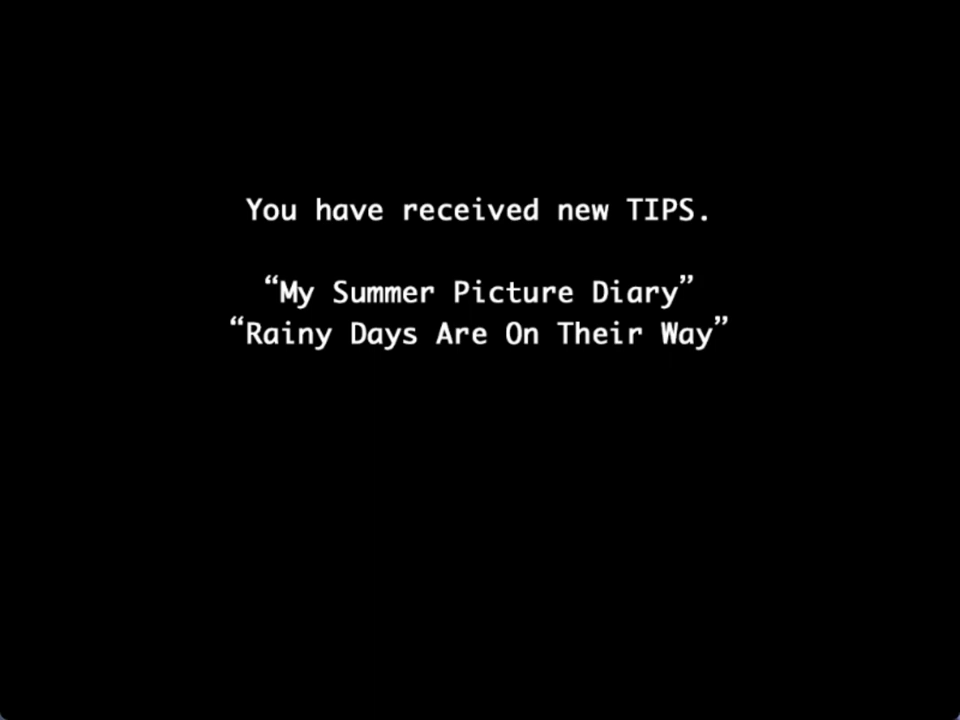 You have received new TIPS.
“My Summer Picture Diary”
“Rainy Days Are On Their Way”